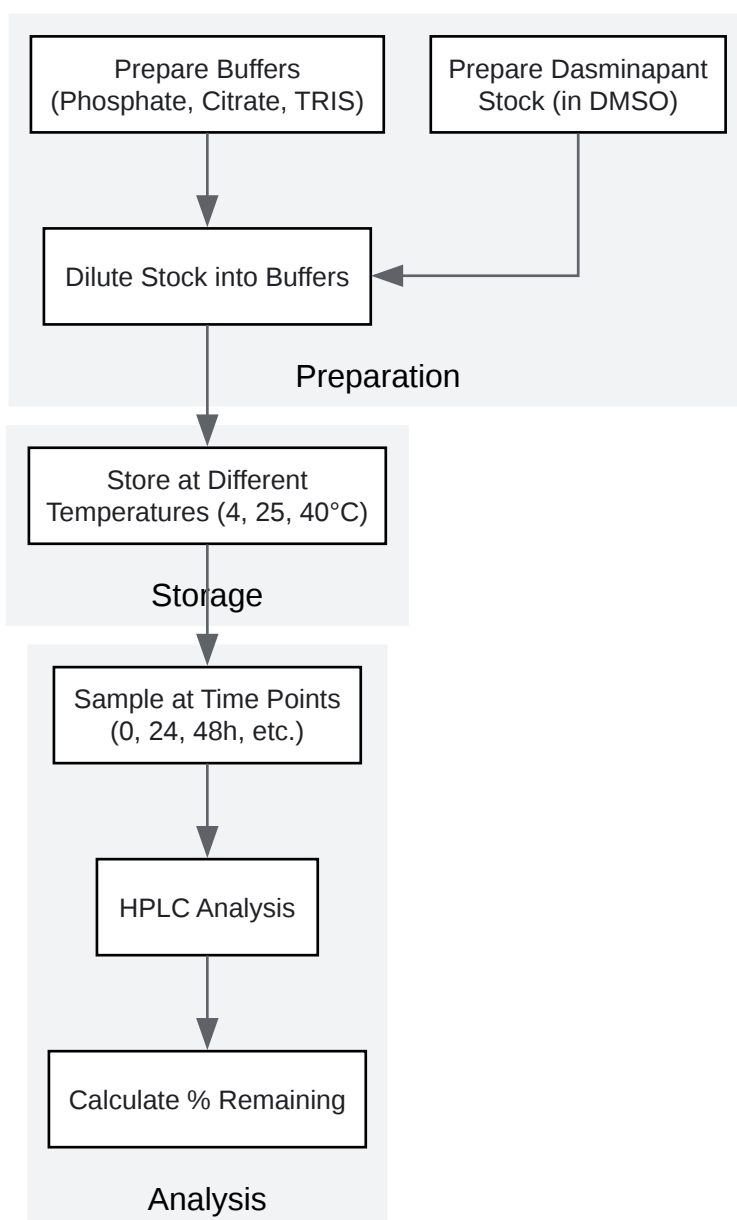 Prepare Buffers
(Phosphate, Citrate, TRIS)
Prepare Dasminapant
Stock (in DMSO)
Dilute Stock into Buffers
Preparation
Store at Different
Temperatures (4, 25, 40°C)
Storage
Sample at Time Points
(0, 24, 48h, etc.)
HPLC Analysis
Calculate % Remaining
Analysis